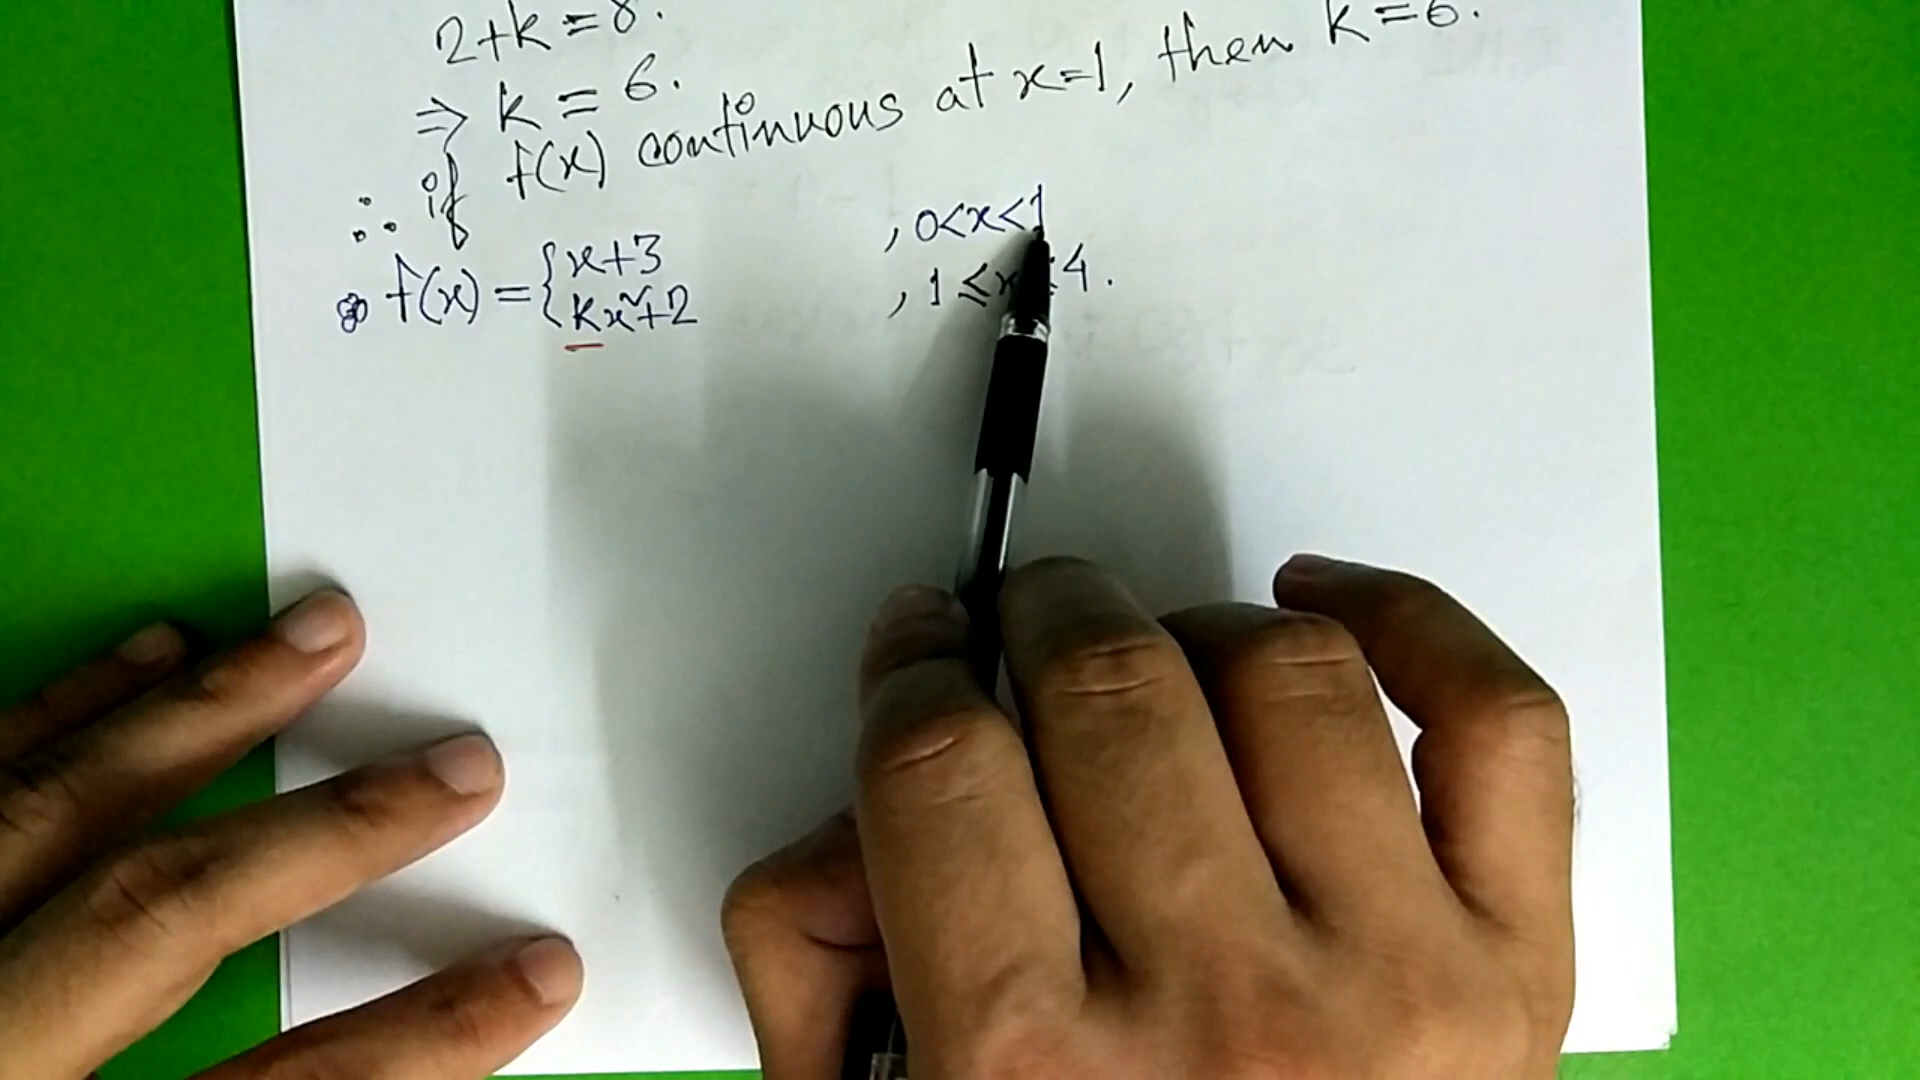 2+k=8.
⇒ k = 6.
∴ if f(x) continuous at x=1, then k=6.
f(x) = { x+3 , 0<x<1
kx²+2 , 1≤x≤4.